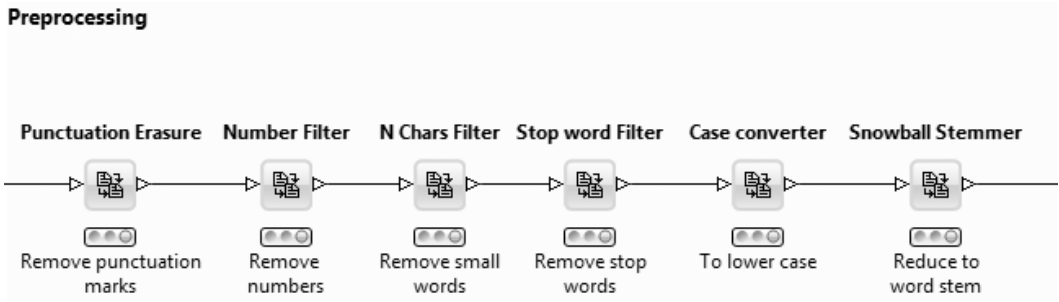 Preprocessing
Punctuation Erasure Number Filter N Chars Filter Stop word Filter Case converter Snowball Stemmer
Remove punctuation marks
Remove numbers
Remove small words
Remove stop words
To lower case
Reduce to word stem